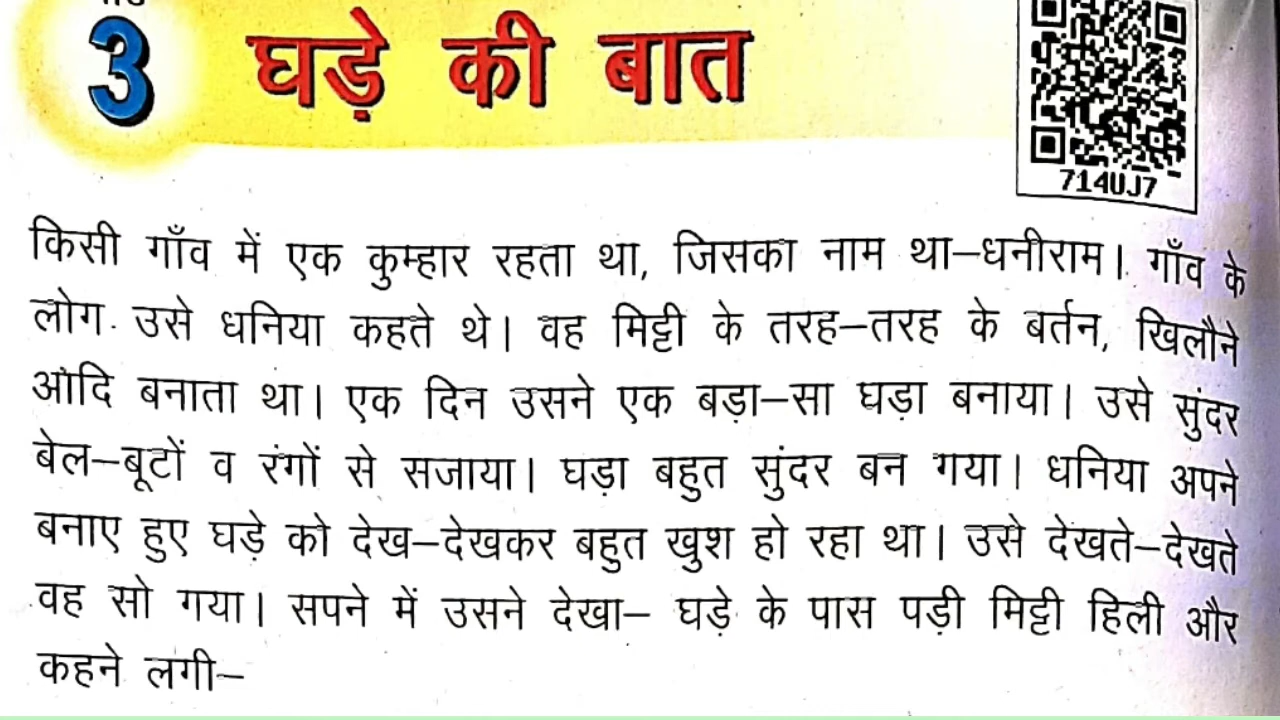 3 घड़े की बात
714UJ7
किसी गाँव में एक कुम्हार रहता था, जिसका नाम था–धनीराम। गाँव के
लोग उसे धनिया कहते थे। वह मिट्टी के तरह–तरह के बर्तन, खिलौने
आदि बनाता था। एक दिन उसने एक बड़ा–सा घड़ा बनाया। उसे सुंदर
बेल–बूटों व रंगों से सजाया। घड़ा बहुत सुंदर बन गया। धनिया अपने
बनाए हुए घड़े को देख–देखकर बहुत खुश हो रहा था। उसे देखते–देखते
वह सो गया। सपने में उसने देखा– घड़े के पास पड़ी मिट्टी हिली और
कहने लगी–